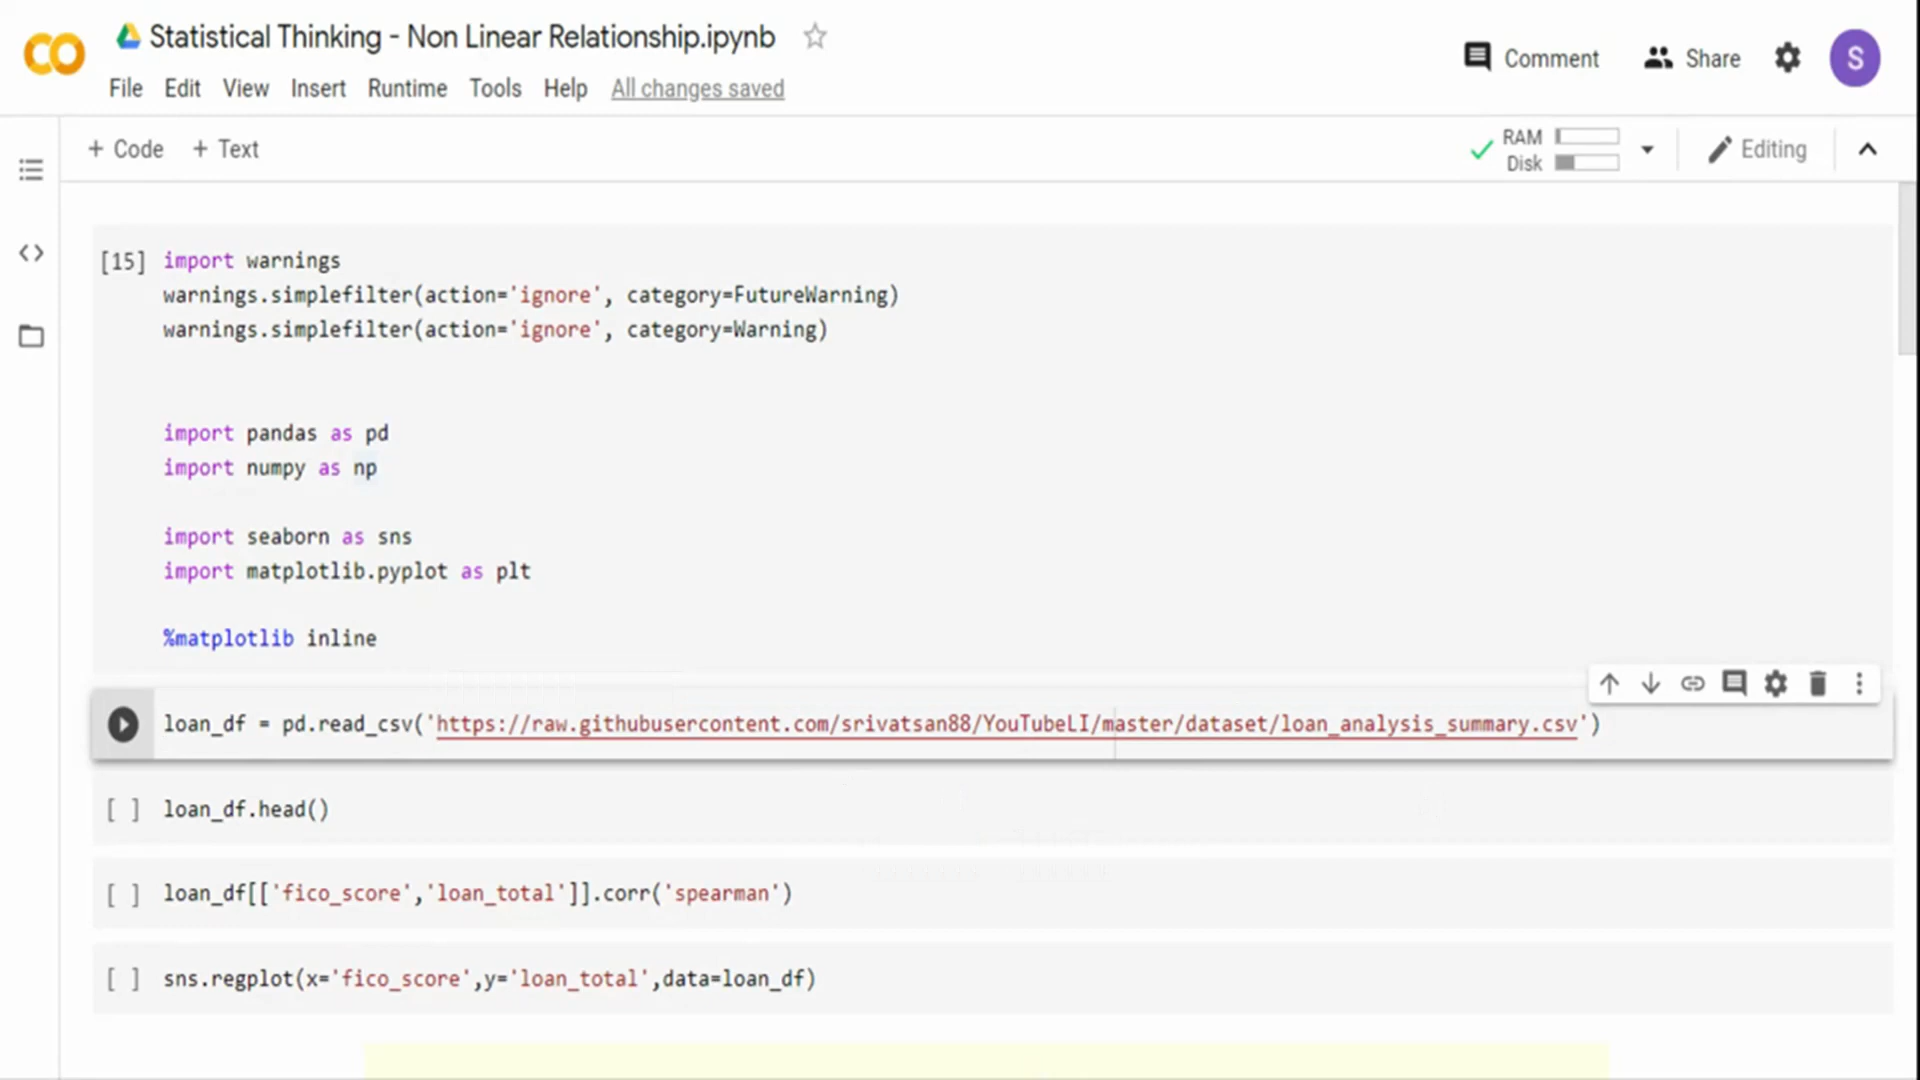 Statistical Thinking - Non Linear Relationship.ipynb
Comment
Share
S
File Edit View Insert Runtime Tools Help All changes saved
+ Code + Text
RAM
Disk
Editing
[15] import warnings
warnings.simplefilter(action='ignore', category=FutureWarning)
warnings.simplefilter(action='ignore', category=Warning)
import pandas as pd
import numpy as np
import seaborn as sns
import matplotlib.pyplot as plt
%matplotlib inline
loan_df = pd.read_csv('https://raw.githubusercontent.com/srivatsan88/YouTubeLI/master/dataset/loan_analysis_summary.csv')
[ ] loan_df.head()
[ ] loan_df[['fico_score','loan_total']].corr('spearman')
[ ] sns.regplot(x='fico_score',y='loan_total',data=loan_df)